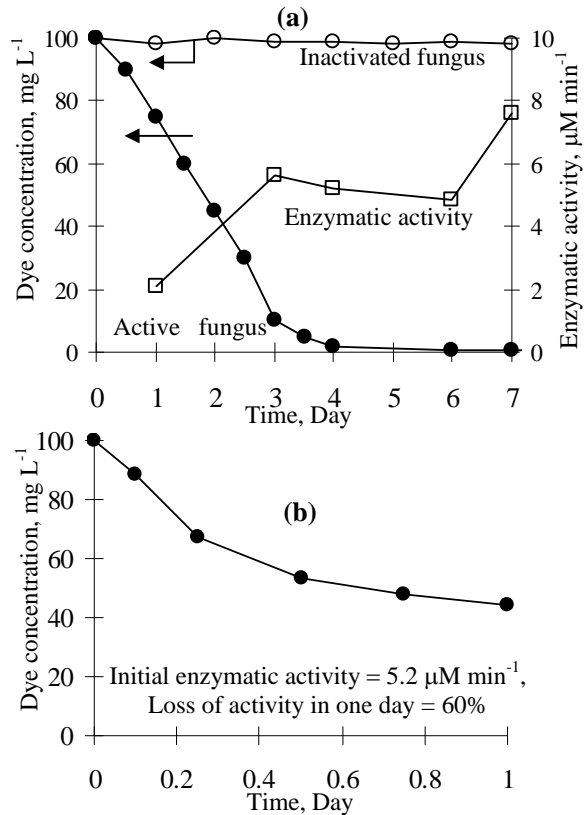 (a)
Dye concentration, mg L-1
100
80
60
40
20
0
Inactivated fungus
Enzymatic activity
Active fungus
10
8
6
4
2
0
Enzymatic activity, μM min-1
0 1 2 3 4 5 6 7
Time, Day
(b)
Dye concentration, mg L-1
100
80
60
40
20
0
Initial enzymatic activity = 5.2 μM min-1,
Loss of activity in one day = 60%
0 0.2 0.4 0.6 0.8 1
Time, Day